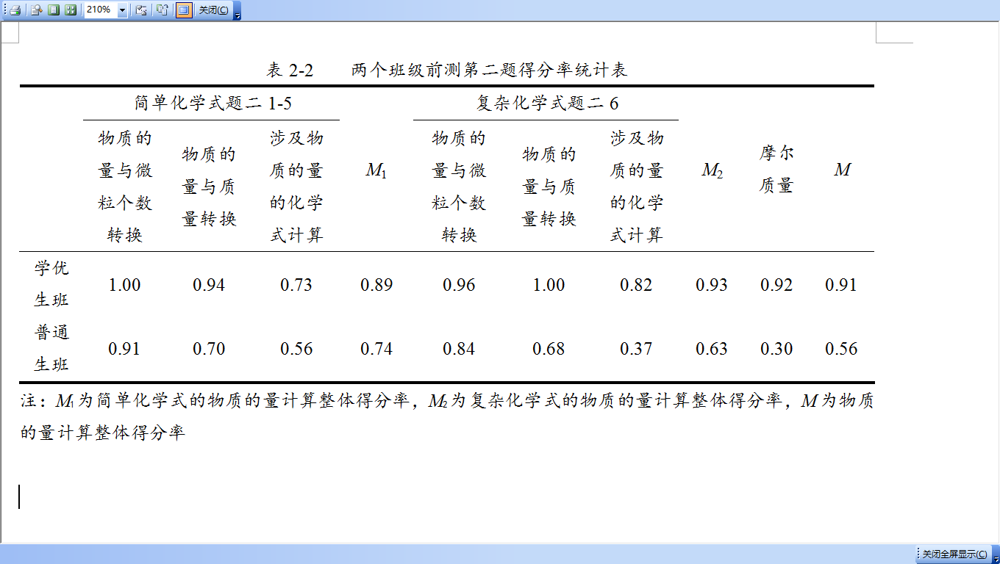 210% 关闭(C)
表 2-2 两个班级前测第二题得分率统计表
简单化学式题二 1-5 复杂化学式题二 6
物质的量与微粒个数转换 物质的量与质量转换 涉及物质的量的化学式计算 M1 物质的量与微粒个数转换 物质的量与质量转换 涉及物质的量的化学式计算 M2 摩尔质量 M
学优生班 1.00 0.94 0.73 0.89 0.96 1.00 0.82 0.93 0.92 0.91
普通生班 0.91 0.70 0.56 0.74 0.84 0.68 0.37 0.63 0.30 0.56
注：M1为简单化学式的物质的量计算整体得分率，M2为复杂化学式的物质的量计算整体得分率，M为物质
的量计算整体得分率
关闭全屏显示(C)